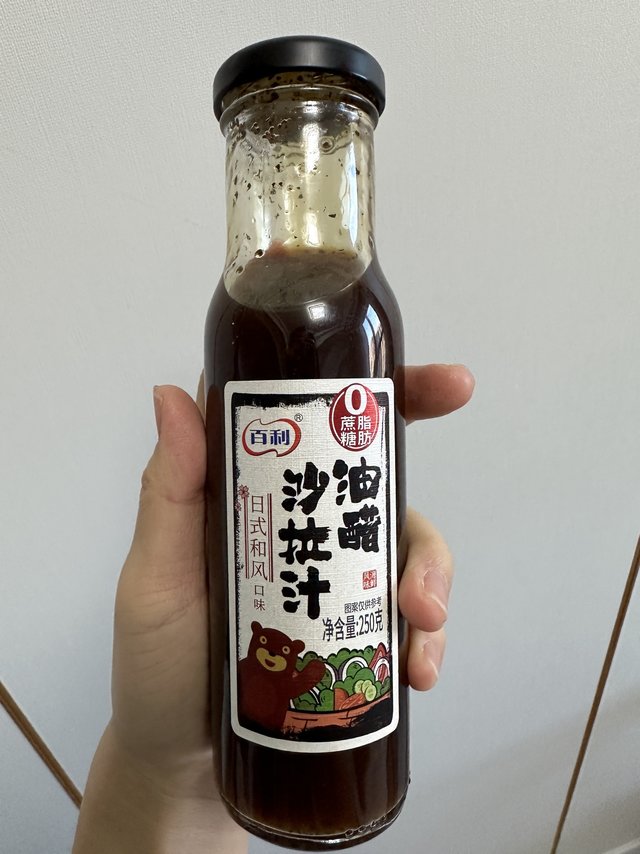 0
脂肪
蔗糖
百利®
油醋
沙拉汁
日式和风口味
图案仅供参考
净含量:250克